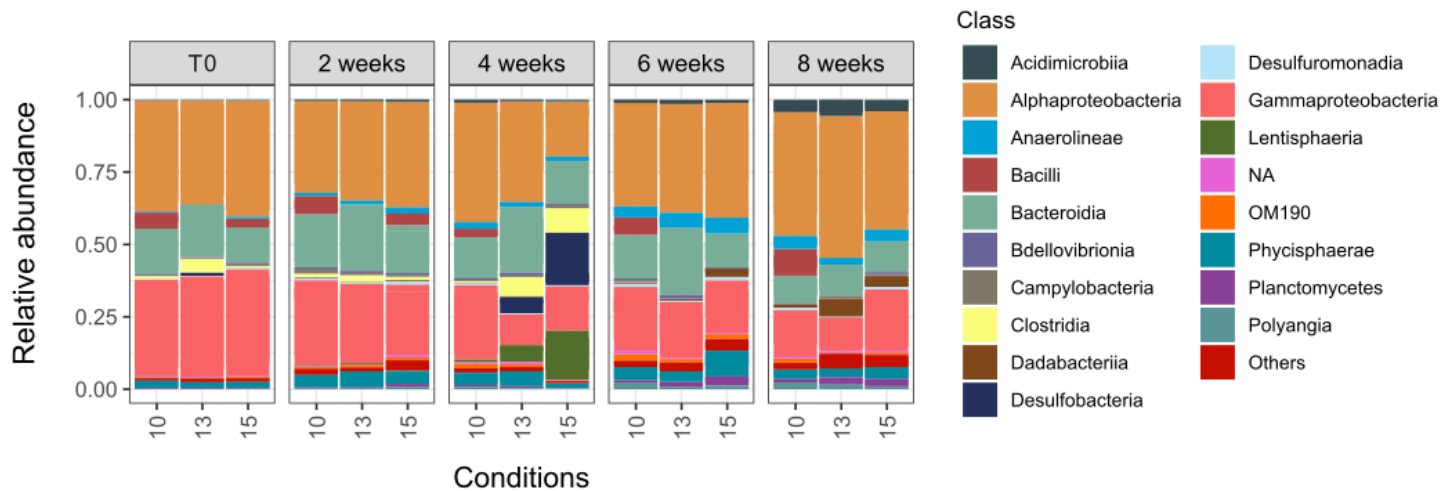 Class
T0 2 weeks 4 weeks 6 weeks 8 weeks
Acidimicrobiia Desulfuromonadia
Alphaproteobacteria Gammaproteobacteria
Anaerolineae Lentisphaeria
Bacilli NA
Bacteroidia OM190
Bdellovibrionia Phycisphaerae
Campylobacteria Planctomycetes
Clostridia Polyangia
Dadabacteriia Others
Desulfobacteria
Relative abundance
1.00
0.75
0.50
0.25
0.00
10 13 15 10 13 15 10 13 15 10 13 15 10 13 15
Conditions